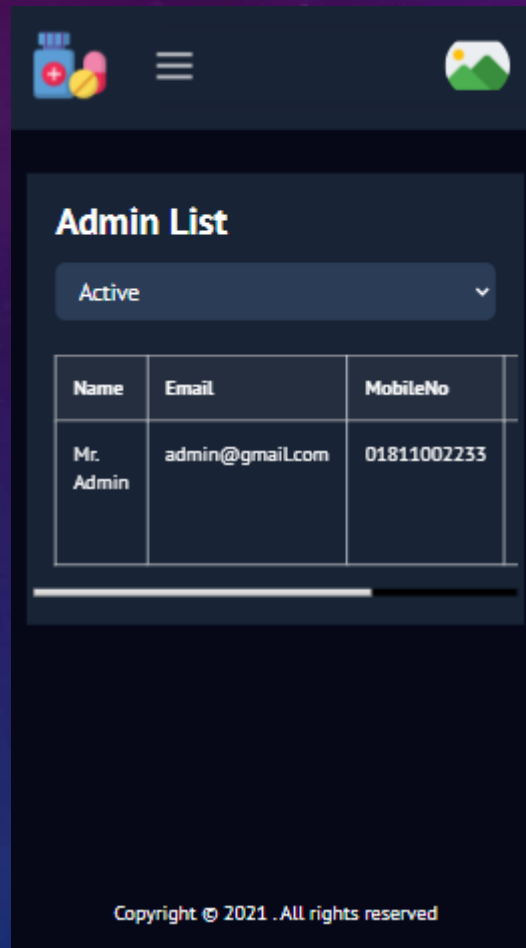 Admin List
Active
Name Email MobileNo
Mr. admin@gmail.com 01811002233
Admin
Copyright © 2021 . All rights reserved